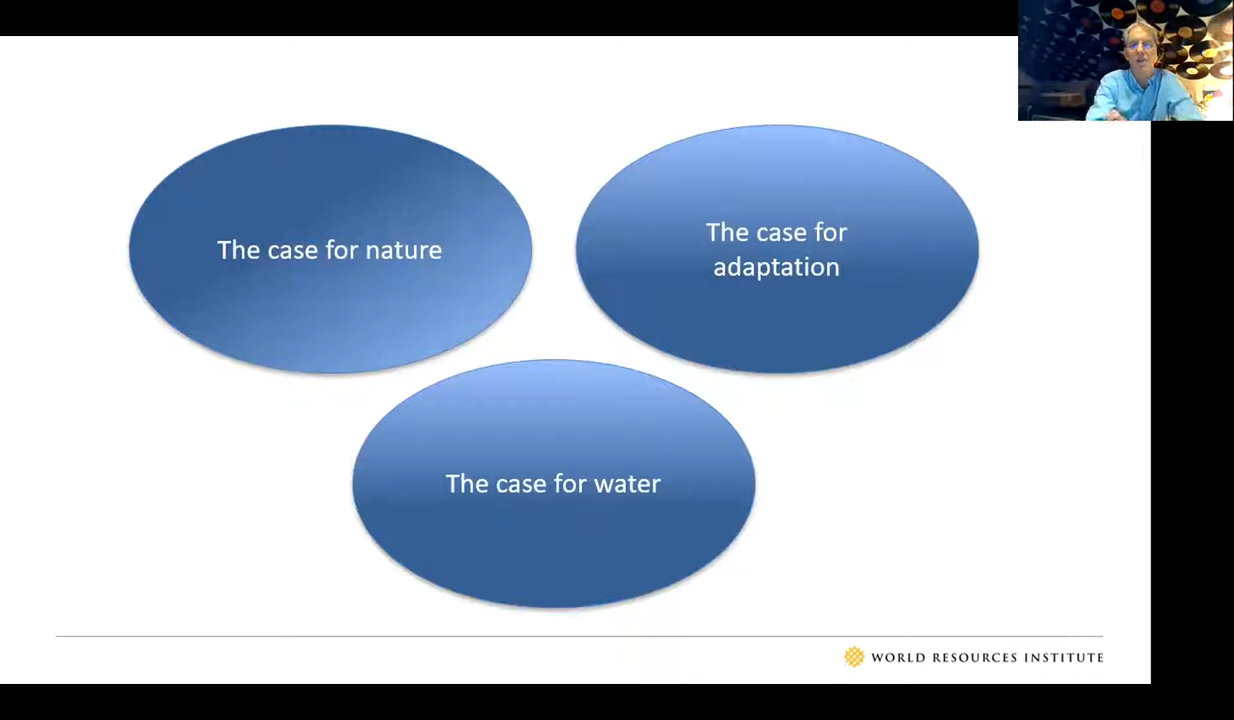 The case for nature
The case for
adaptation
The case for water
WORLD RESOURCES INSTITUTE